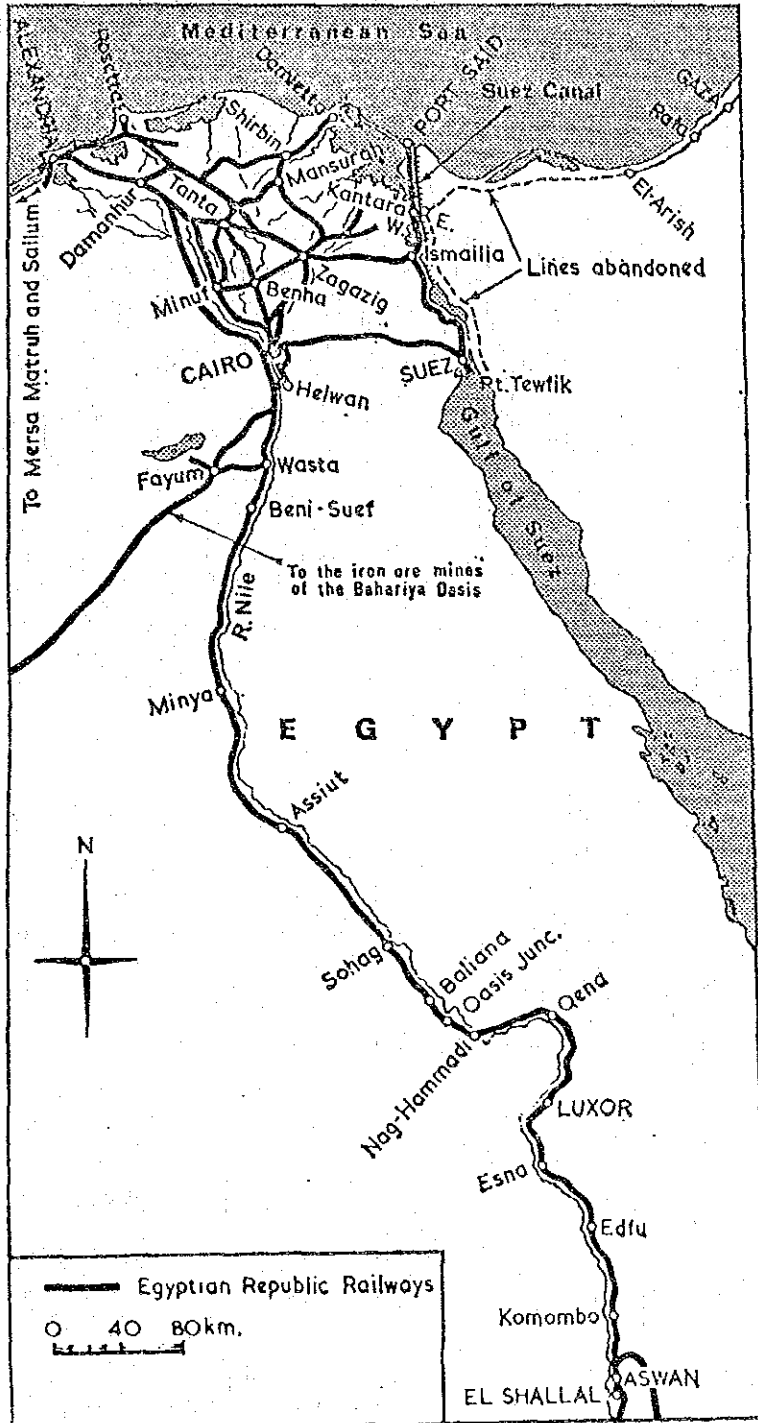 Mediterranean Sea
ALEXANDRIA
Rosetta
Damietta
Shirbin
PORT SAID
Suez Canal
GAZA
Rafa
Mansurah
El-Arish
Tanta
Kantara
W.
E.
Damanhur
Ismailia
Lines abandoned
Minuf
Benha
Zagazig
CAIRO
SUEZ
Pt. Tewfik
Helwan
To Mersa Matruh and Sallum
Fayum
Wasta
Gulf of Suez
Beni-Suef
To the iron ore mines
of the Bahariya Oasis
R. Nile
Minya
EGYPT
Assiut
N
Sohag
Baliana
Oasis Junc.
Qena
Nag-Hammadi
LUXOR
Esna
Edfu
Egyptian Republic Railways
0 40 80km.
Komombo
ASWAN
EL SHALLAL